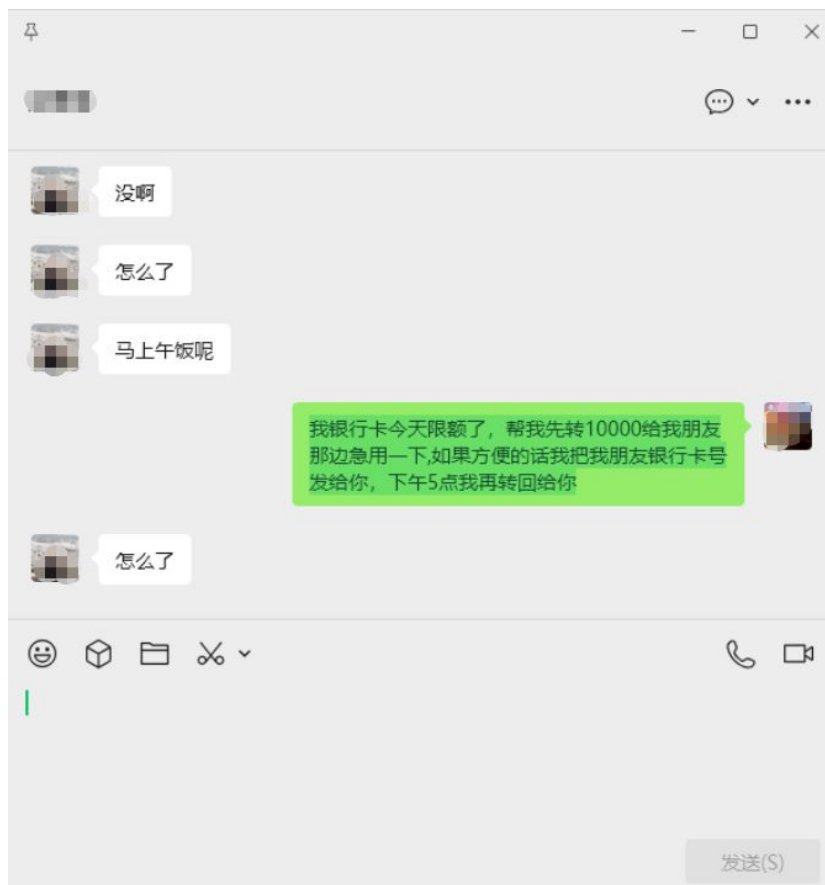 没啊
怎么了
马上午饭呢
我银行卡今天限额了，帮我先转10000给我朋友
那边急用一下,如果方便的话我把我朋友银行卡号
发给你，下午5点我再转回给你
怎么了
发送(S)